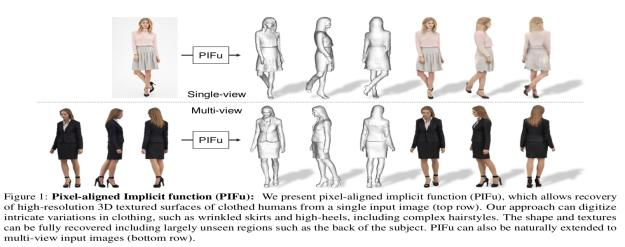 PIFu
Single-view
Multi-view
PIFu
Figure 1: Pixel-aligned Implicit function (PIFu): We present pixel-aligned implicit function (PIFu), which allows recovery
of high-resolution 3D textured surfaces of clothed humans from a single input image (top row). Our approach can digitize
intricate variations in clothing, such as wrinkled skirts and high-heels, including complex hairstyles. The shape and textures
can be fully recovered including largely unseen regions such as the back of the subject. PIFu can also be naturally extended to
multi-view input images (bottom row).